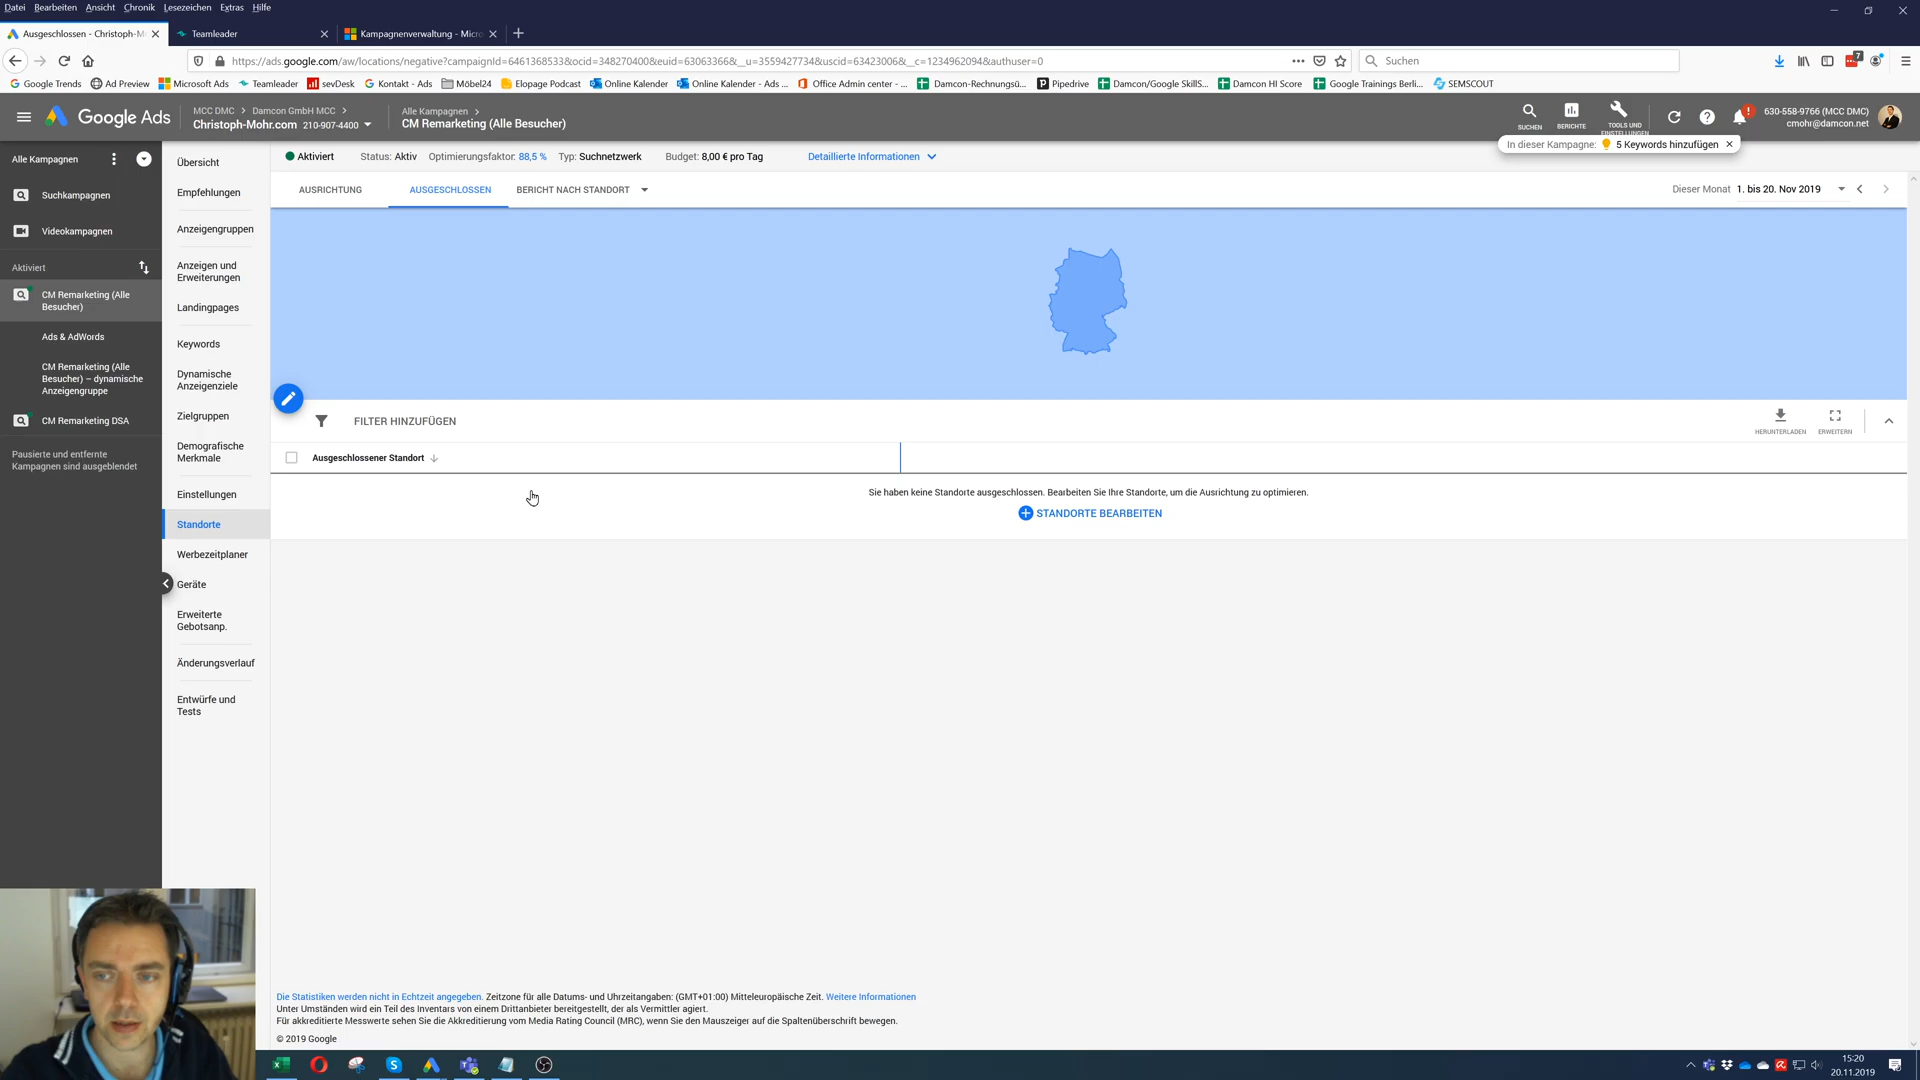 Datei Bearbeiten Ansicht Chronik Lesezeichen Extras Hilfe
Ausgeschlossen - Christoph-M
Teamleader
Kampagnenverwaltung - Micro
https://ads.google.com/aw/locations/negative?campaignId=6461368533&ocid=348270400&euid=63063366&__u=3559427734&uscid=63423006&__c=1234962094&authuser=0
Suchen
Google Trends Ad Preview Microsoft Ads Teamleader sevDesk Kontakt - Ads Möbel24 Elopage Podcast Online Kalender Online Kalender - Ads ... Office Admin center - ... Damcon-Rechnungsü... Pipedrive Damcon/Google SkillS... Damcon HI Score Google Trainings Berli... SEMSCOUT
Google Ads
MCC DMC > Damcon GmbH MCC >
Christoph-Mohr.com 210-907-4400
Alle Kampagnen >
CM Remarketing (Alle Besucher)
SUCHEN
BERICHTE
TOOLS UND
EINSTELLUNGEN
630-558-9766 (MCC DMC)
cmohr@damcon.net
In dieser Kampagne: 5 Keywords hinzufügen
Alle Kampagnen
Suchkampagnen
Videokampagnen
Aktiviert
CM Remarketing (Alle
Besucher)
Ads & AdWords
CM Remarketing (Alle
Besucher) – dynamische
Anzeigengruppe
CM Remarketing DSA
Pausierte und entfernte
Kampagnen sind ausgeblendet
Übersicht
Empfehlungen
Anzeigengruppen
Anzeigen und
Erweiterungen
Landingpages
Keywords
Dynamische
Anzeigenziele
Zielgruppen
Demografische
Merkmale
Einstellungen
Standorte
Werbezeitplaner
Geräte
Erweiterte
Gebotsanp.
Änderungsverlauf
Entwürfe und
Tests
Aktiviert Status: Aktiv Optimierungsfaktor: 88,5 % Typ: Suchnetzwerk Budget: 8,00 € pro Tag Detaillierte Informationen
AUSRICHTUNG AUSGESCHLOSSEN BERICHT NACH STANDORT
Dieser Monat 1. bis 20. Nov 2019
FILTER HINZUFÜGEN
HERUNTERLADEN
ERWEITERN
Ausgeschlossener Standort
Sie haben keine Standorte ausgeschlossen. Bearbeiten Sie Ihre Standorte, um die Ausrichtung zu optimieren.
STANDORTE BEARBEITEN
Die Statistiken werden nicht in Echtzeit angegeben. Zeitzone für alle Datums- und Uhrzeitangaben: (GMT+01:00) Mitteleuropäische Zeit. Weitere Informationen
Unter Umständen wird ein Teil des Inventars von einem Drittanbieter bereitgestellt, der als Vermittler agiert.
Für akkreditierte Messwerte sehen Sie die Akkreditierung vom Media Rating Council (MRC), wenn Sie den Mauszeiger auf die Spaltenüberschrift bewegen.
© 2019 Google
15:20
20.11.2019